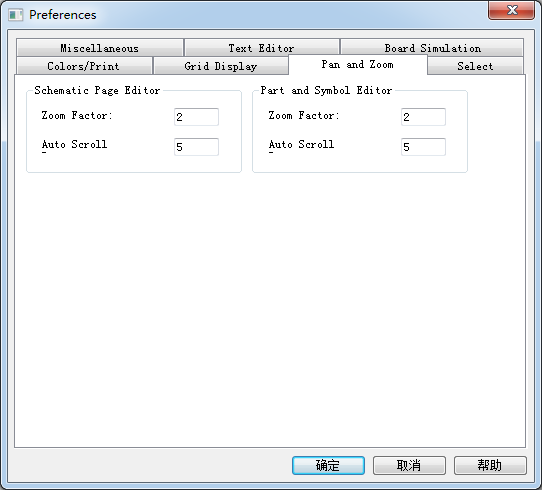 Preferences
Miscellaneous Text Editor Board Simulation
Colors/Print Grid Display Pan and Zoom Select
Schematic Page Editor Part and Symbol Editor
Zoom Factor: 2 Zoom Factor: 2
Auto Scroll 5 Auto Scroll 5
确定 取消 帮助